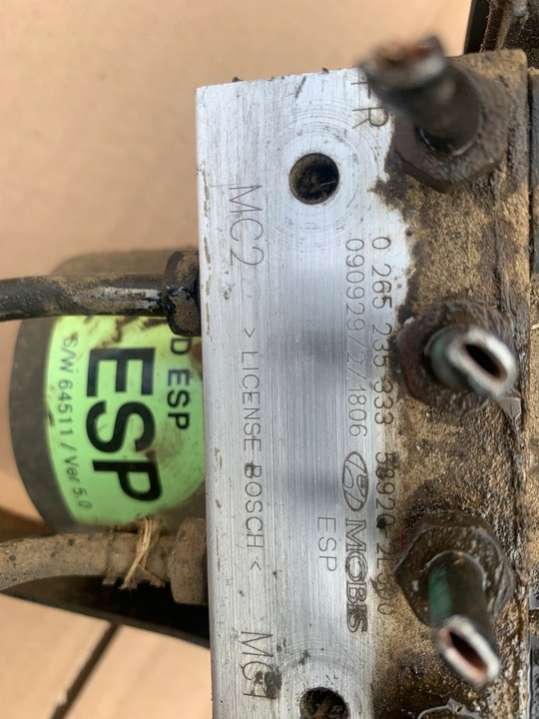 FR
0 265 235 333
090929/2/1806 MOBIS
ESP
MC2 > LICENSE BOSCH < MC1
D ESP
ESP
S/W 64511 / Ver 5.0